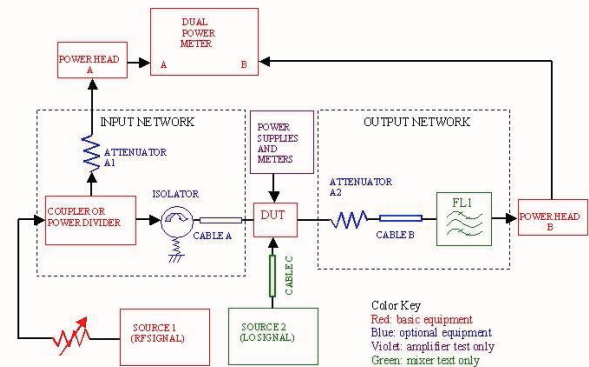 DUAL
POWER
METER
A
B
POWER HEAD
A
INPUT NETWORK
ATTENUATOR
A1
COUPLER OR
POWER DIVIDER
ISOLATOR
CABLE A
POWER
SUPPLIES
AND
METERS
DUT
CABLE C
OUTPUT NETWORK
ATTENUATOR
A2
CABLE B
FL1
POWER HEAD
B
SOURCE 1
(RF SIGNAL)
SOURCE 2
(LO SIGNAL)
Color Key
Red: basic equipment
Blue: optional equipment
Violet: amplifier test only
Green: mixer text only